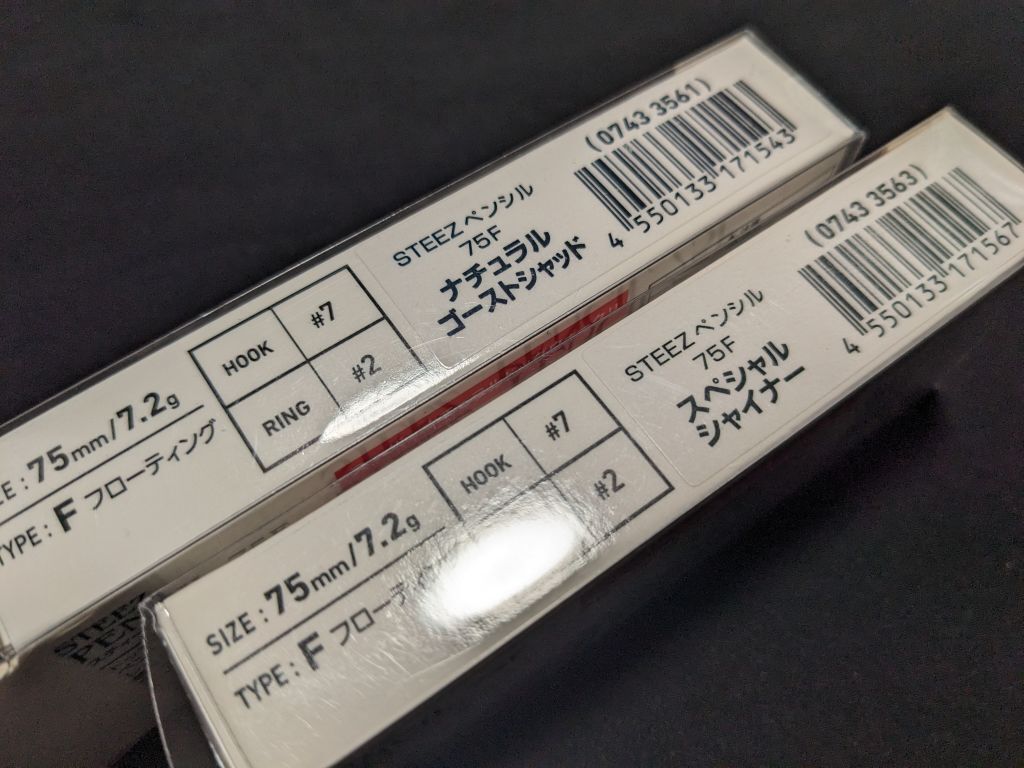 (0743 3561)
4 550133 171543
STEEZ ペンシル
75F
ナチュラル
ゴーストシャッド
HOOK #7
RING #2
: 75mm/7.2g
TYPE : F フローティング
(0743 3563)
4 550133 171567
STEEZ ペンシル
75F
スペシャル
シャイナー
HOOK #7
#2
SIZE : 75mm/7.2g
TYPE : F フローティ
STEEZ